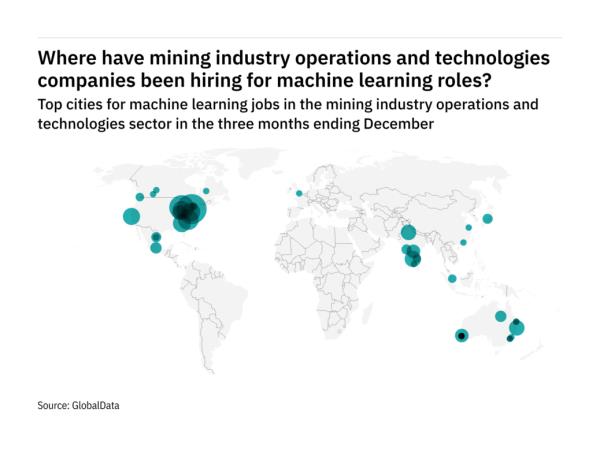 Where have mining industry operations and technologies
companies been hiring for machine learning roles?
Top cities for machine learning jobs in the mining industry operations and
technologies sector in the three months ending December
Source: GlobalData